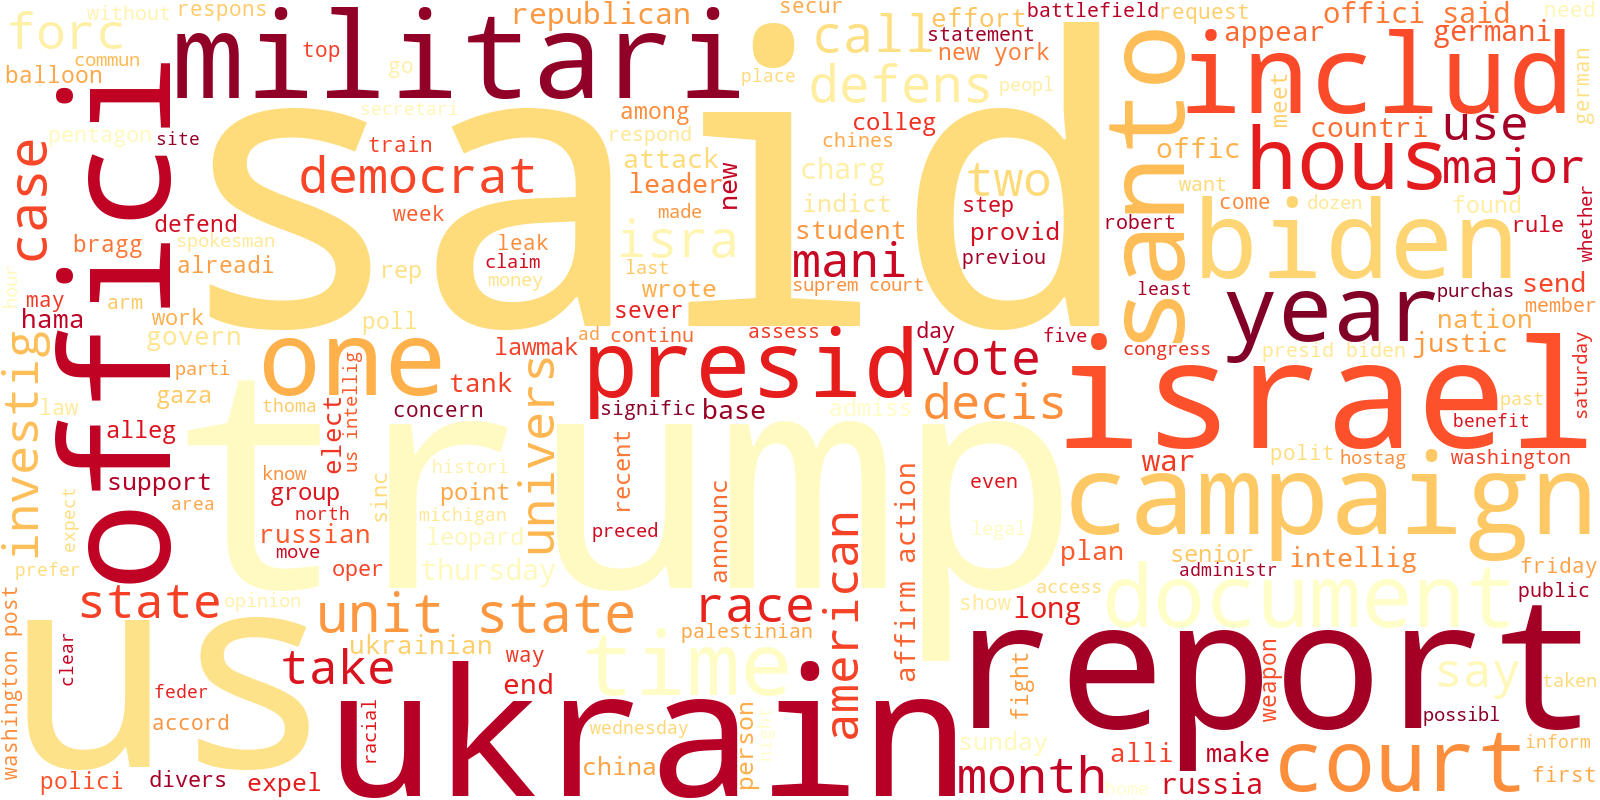 said
trump
us
ukrain
report
israel
militari
offici
campaign
document
presid
biden
includ
santo
year
hous
one
time
court
defens
call
mani
two
isra
forc
case
democrat
major
use
vote
decis
month
say
race
american
take
state
unit state
univers
investig
respons
without
commun
balloon
top
go
republican
secur
effort
battlefield
request
statement
new york
offici said
appear
germani
need
german
meet
countri
place
peopl
secretari
pentagon
site
train
among
respond
attack
leader
colleg
chines
charg
indict
new
offic
want
come
dozen
found
whether
rule
robert
step
provid
previou
student
made
week
leak
claim
money
last
wrote
suprem court
defend
bragg
spokesman
alreadi
rep
hour
may
hama
arm
work
govern
poll
sever
ad
continu
assess
day
five
least
purchas
send
member
nation
justic
congress
presid biden
saturday
lawmak
parti
gaza
law
alleg
thoma
elect
us intellig
tank
concern
signific
base
admiss
past
benefit
polit
hostag
washington
war
support
area
know
group
north
russian
move
oper
sinc
histori
point
michigan
leopard
thursday
recent
preced
announc
even
legal
affirm action
plan
senior
administr
intellig
friday
public
access
show
long
expect
prefer
opinion
washington post
clear
ukrainian
way
end
palestinian
feder
accord
racial
wednesday
person
night
china
fight
weapon
sunday
alli
make
russia
possibl
taken
inform
first
home
polici
divers
expel